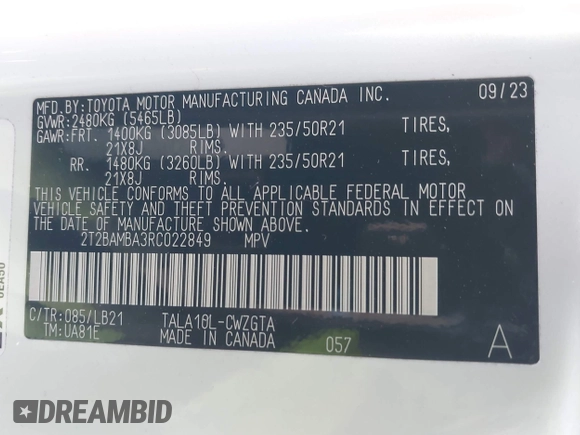 MFD.BY:TOYOTA MOTOR MANUFACTURING CANADA INC. 09/23
GVWR:2480KG (5465LB)
GAWR:FRT. 1400KG (3085LB) WITH 235/50R21 TIRES,
21X8J RIMS.
RR. 1480KG (3260LB) WITH 235/50R21 TIRES,
21X8J RIMS.
THIS VEHICLE CONFORMS TO ALL APPLICABLE FEDERAL MOTOR
VEHICLE SAFETY AND THEFT PREVENTION STANDARDS IN EFFECT ON
THE DATE OF MANUFACTURE SHOWN ABOVE.
2T2BAMBA3RC022849 MPV
C/TR:085/LB21 TALA18L-CWZGTA
TM:UA81E MADE IN CANADA 057 A
DREAMBID